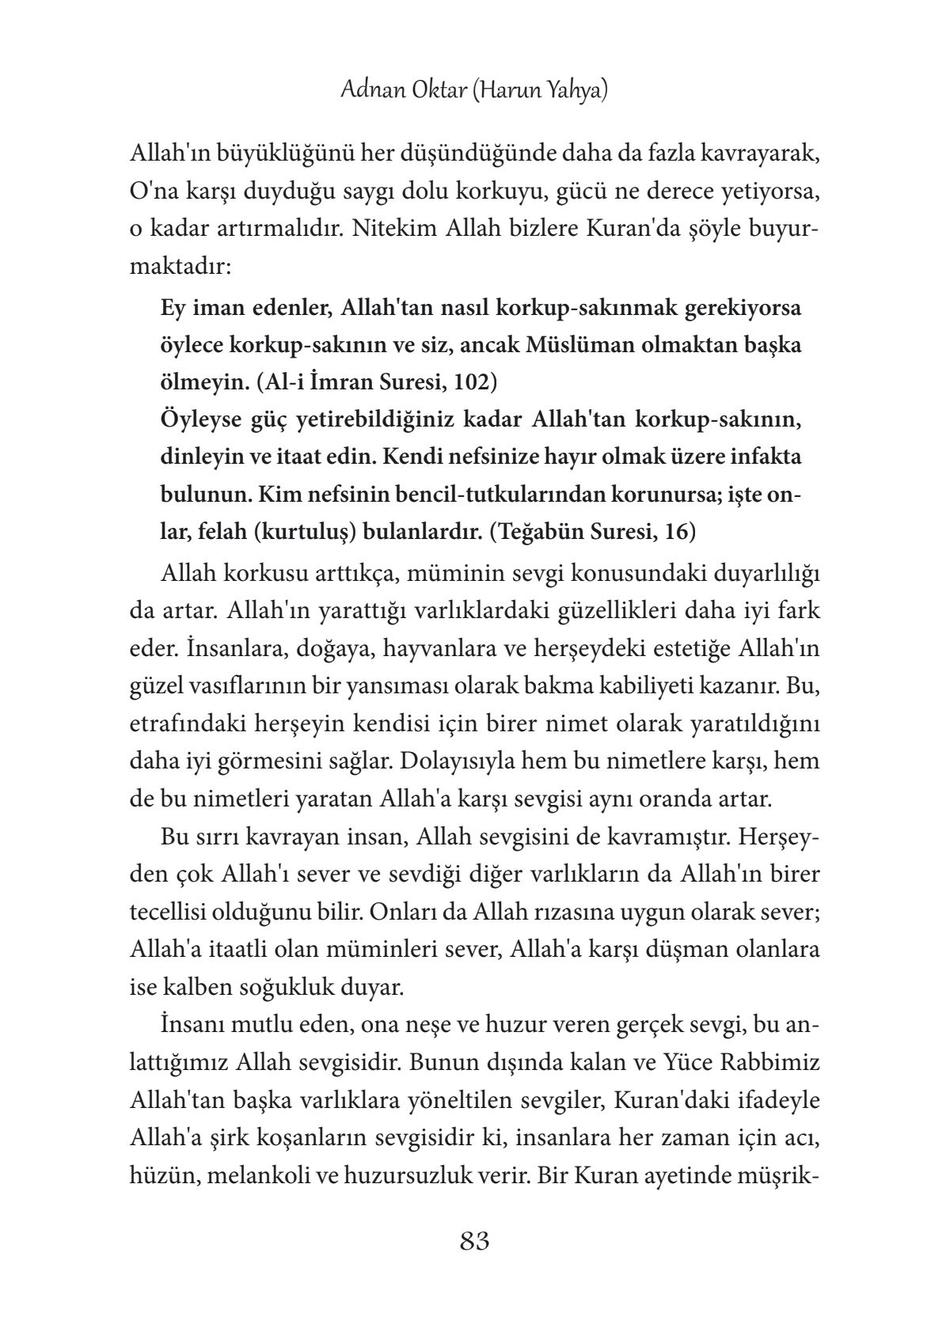 Adnan Oktar (Harun Yahya)
Allah'ın büyüklüğünü her düşündüğünde daha da fazla kavrayarak,
O'na karşı duyduğu saygı dolu korkuyu, gücü ne derece yetiyorsa,
o kadar artırmalıdır. Nitekim Allah bizlere Kuran'da şöyle buyur-
maktadır:
Ey iman edenler, Allah'tan nasıl korkup-sakınmak gerekiyorsa
öylece korkup-sakının ve siz, ancak Müslüman olmaktan başka
ölmeyin. (Al-i İmran Suresi, 102)
Öyleyse güç yetirebildiğiniz kadar Allah'tan korkup-sakının,
dinleyin ve itaat edin. Kendi nefsinize hayır olmak üzere infakta
bulunun. Kim nefsinin bencil-tutkularından korunursa; işte on-
lar, felah (kurtuluş) bulanlardır. (Teğabün Suresi, 16)
Allah korkusu arttıkça, müminin sevgi konusundaki duyarlılığı
da artar. Allah'ın yarattığı varlıklardaki güzellikleri daha iyi fark
eder. İnsanlara, doğaya, hayvanlara ve herşeydeki estetiğe Allah'ın
güzel vasıflarının bir yansıması olarak bakma kabiliyeti kazanır. Bu,
etrafındaki herşeyin kendisi için birer nimet olarak yaratıldığını
daha iyi görmesini sağlar. Dolayısıyla hem bu nimetlere karşı, hem
de bu nimetleri yaratan Allah'a karşı sevgisi aynı oranda artar.
Bu sırrı kavrayan insan, Allah sevgisini de kavramıştır. Herşey-
den çok Allah'ı sever ve sevdiği diğer varlıkların da Allah'ın birer
tecellisi olduğunu bilir. Onları da Allah rızasına uygun olarak sever;
Allah'a itaatli olan müminleri sever, Allah'a karşı düşman olanlara
ise kalben soğukluk duyar.
İnsanı mutlu eden, ona neşe ve huzur veren gerçek sevgi, bu an-
lattığımız Allah sevgisidir. Bunun dışında kalan ve Yüce Rabbimiz
Allah'tan başka varlıklara yöneltilen sevgiler, Kuran'daki ifadeyle
Allah'a şirk koşanların sevgisidir ki, insanlara her zaman için acı,
hüzün, melankoli ve huzursuzluk verir. Bir Kuran ayetinde müşrik-
83